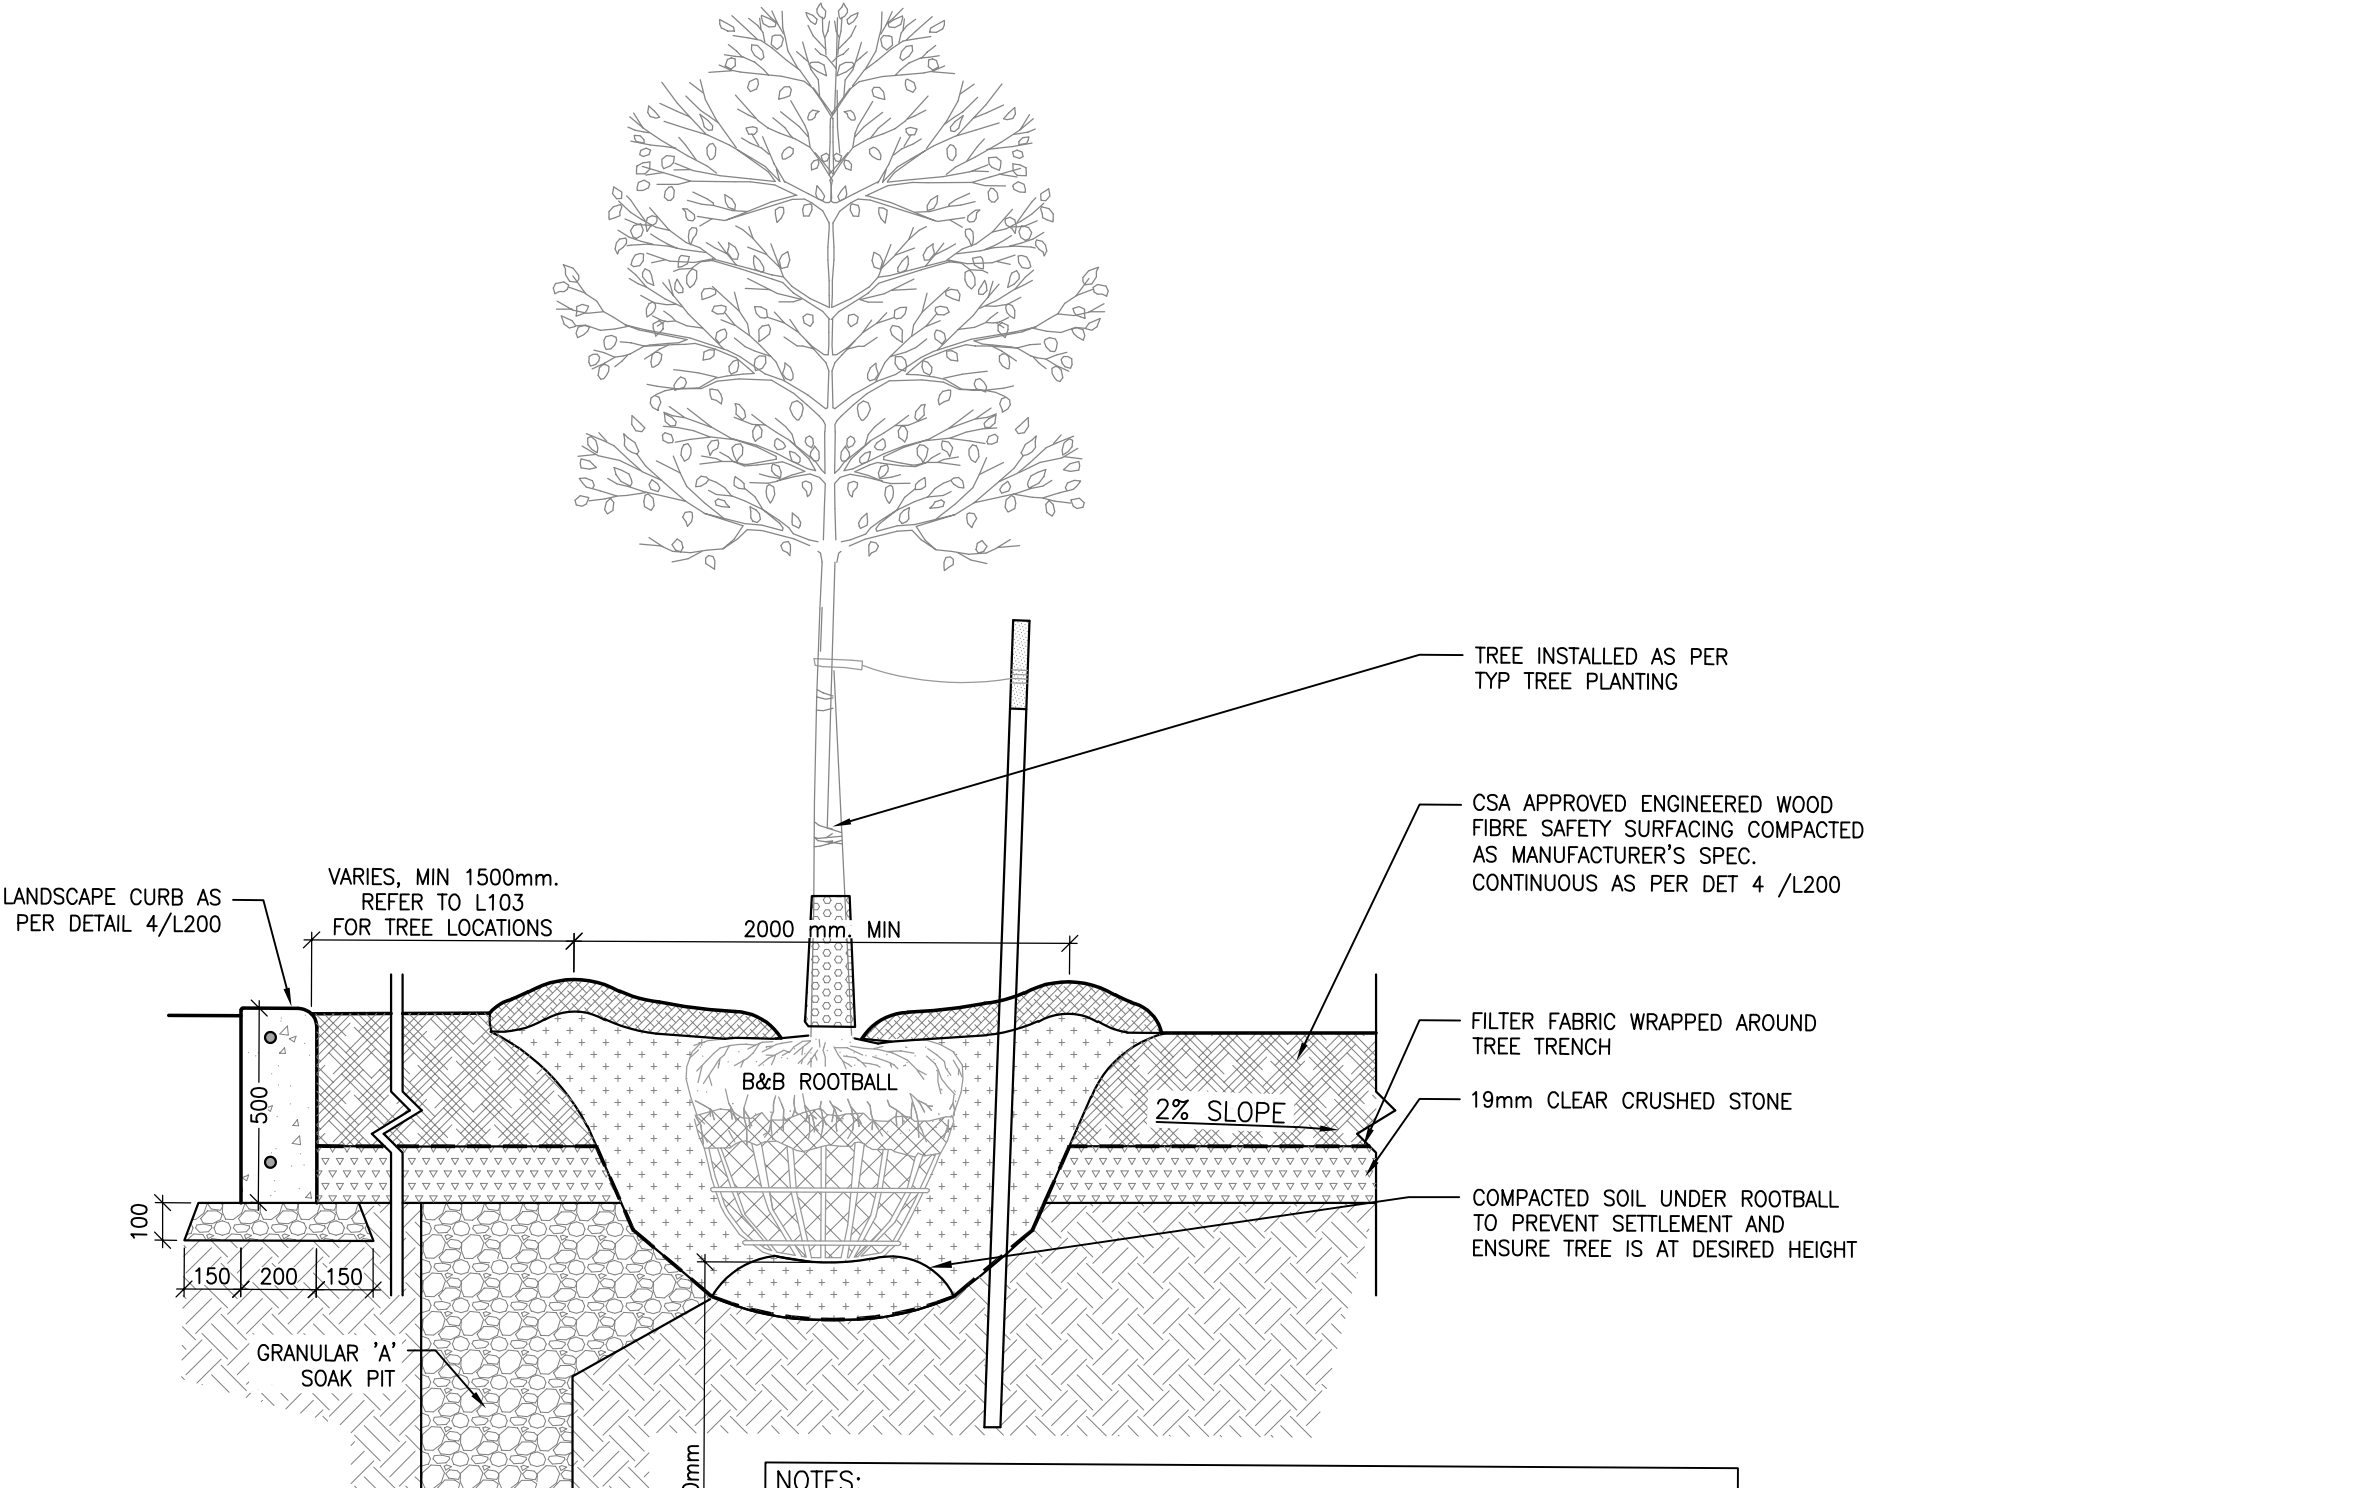 TREE INSTALLED AS PER
TYP TREE PLANTING
CSA APPROVED ENGINEERED WOOD
FIBRE SAFETY SURFACING COMPACTED
AS MANUFACTURER'S SPEC.
CONTINUOUS AS PER DET 4 /L200
VARIES, MIN 1500mm.
REFER TO L103
FOR TREE LOCATIONS
LANDSCAPE CURB AS
PER DETAIL 4/L200
2000 mm. MIN
FILTER FABRIC WRAPPED AROUND
TREE TRENCH
B&B ROOTBALL
500
2% SLOPE
19mm CLEAR CRUSHED STONE
COMPACTED SOIL UNDER ROOTBALL
TO PREVENT SETTLEMENT AND
ENSURE TREE IS AT DESIRED HEIGHT
100
150
200
150
GRANULAR 'A'
SOAK PIT
NOTES: